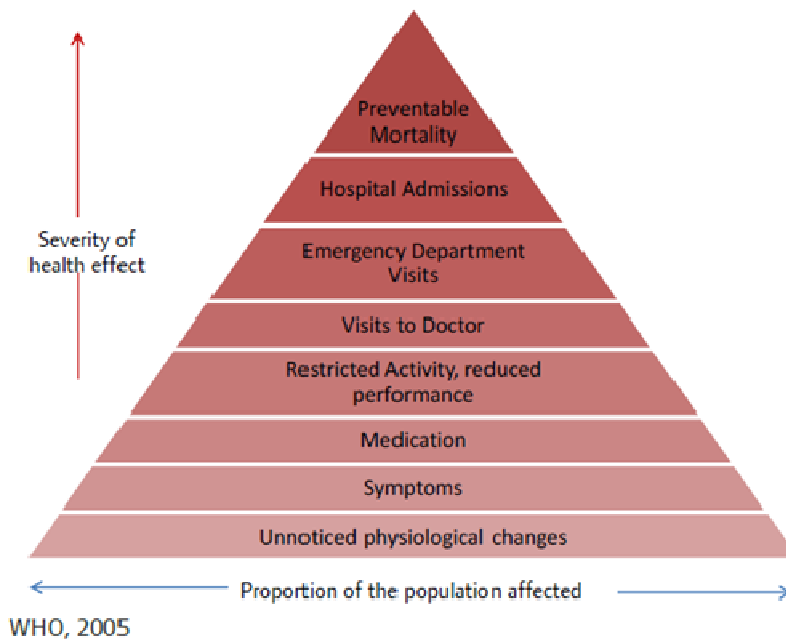 Preventable
Mortality
Hospital Admissions
Emergency Department
Visits
Severity of
health effect
Visits to Doctor
Restricted Activity, reduced
performance
Medication
Symptoms
Unnoticed physiological changes
Proportion of the population affected
WHO, 2005